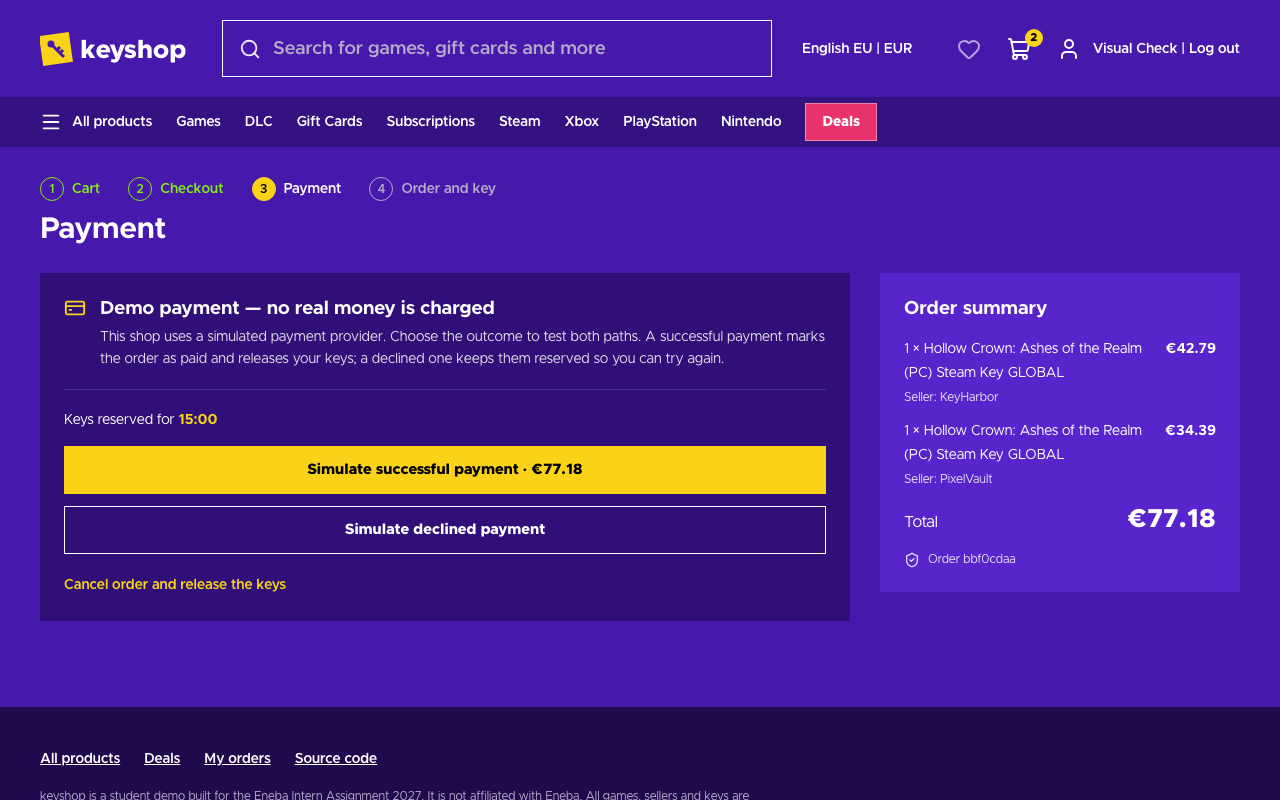 keyshop
Search for games, gift cards and more
English EU | EUR
2
Visual Check | Log out
All products
Games
DLC
Gift Cards
Subscriptions
Steam
Xbox
PlayStation
Nintendo
Deals
1 Cart
2 Checkout
3 Payment
4 Order and key
Payment
Demo payment — no real money is charged
This shop uses a simulated payment provider. Choose the outcome to test both paths. A successful payment marks
the order as paid and releases your keys; a declined one keeps them reserved so you can try again.
Keys reserved for 15:00
Simulate successful payment · €77.18
Simulate declined payment
Cancel order and release the keys
Order summary
1 × Hollow Crown: Ashes of the Realm €42.79
(PC) Steam Key GLOBAL
Seller: KeyHarbor
1 × Hollow Crown: Ashes of the Realm €34.39
(PC) Steam Key GLOBAL
Seller: PixelVault
Total €77.18
Order bbf0cdaa
All products
Deals
My orders
Source code
keyshop is a student demo built for the Eneba Intern Assignment 2027. It is not affiliated with Eneba. All games, sellers and keys are